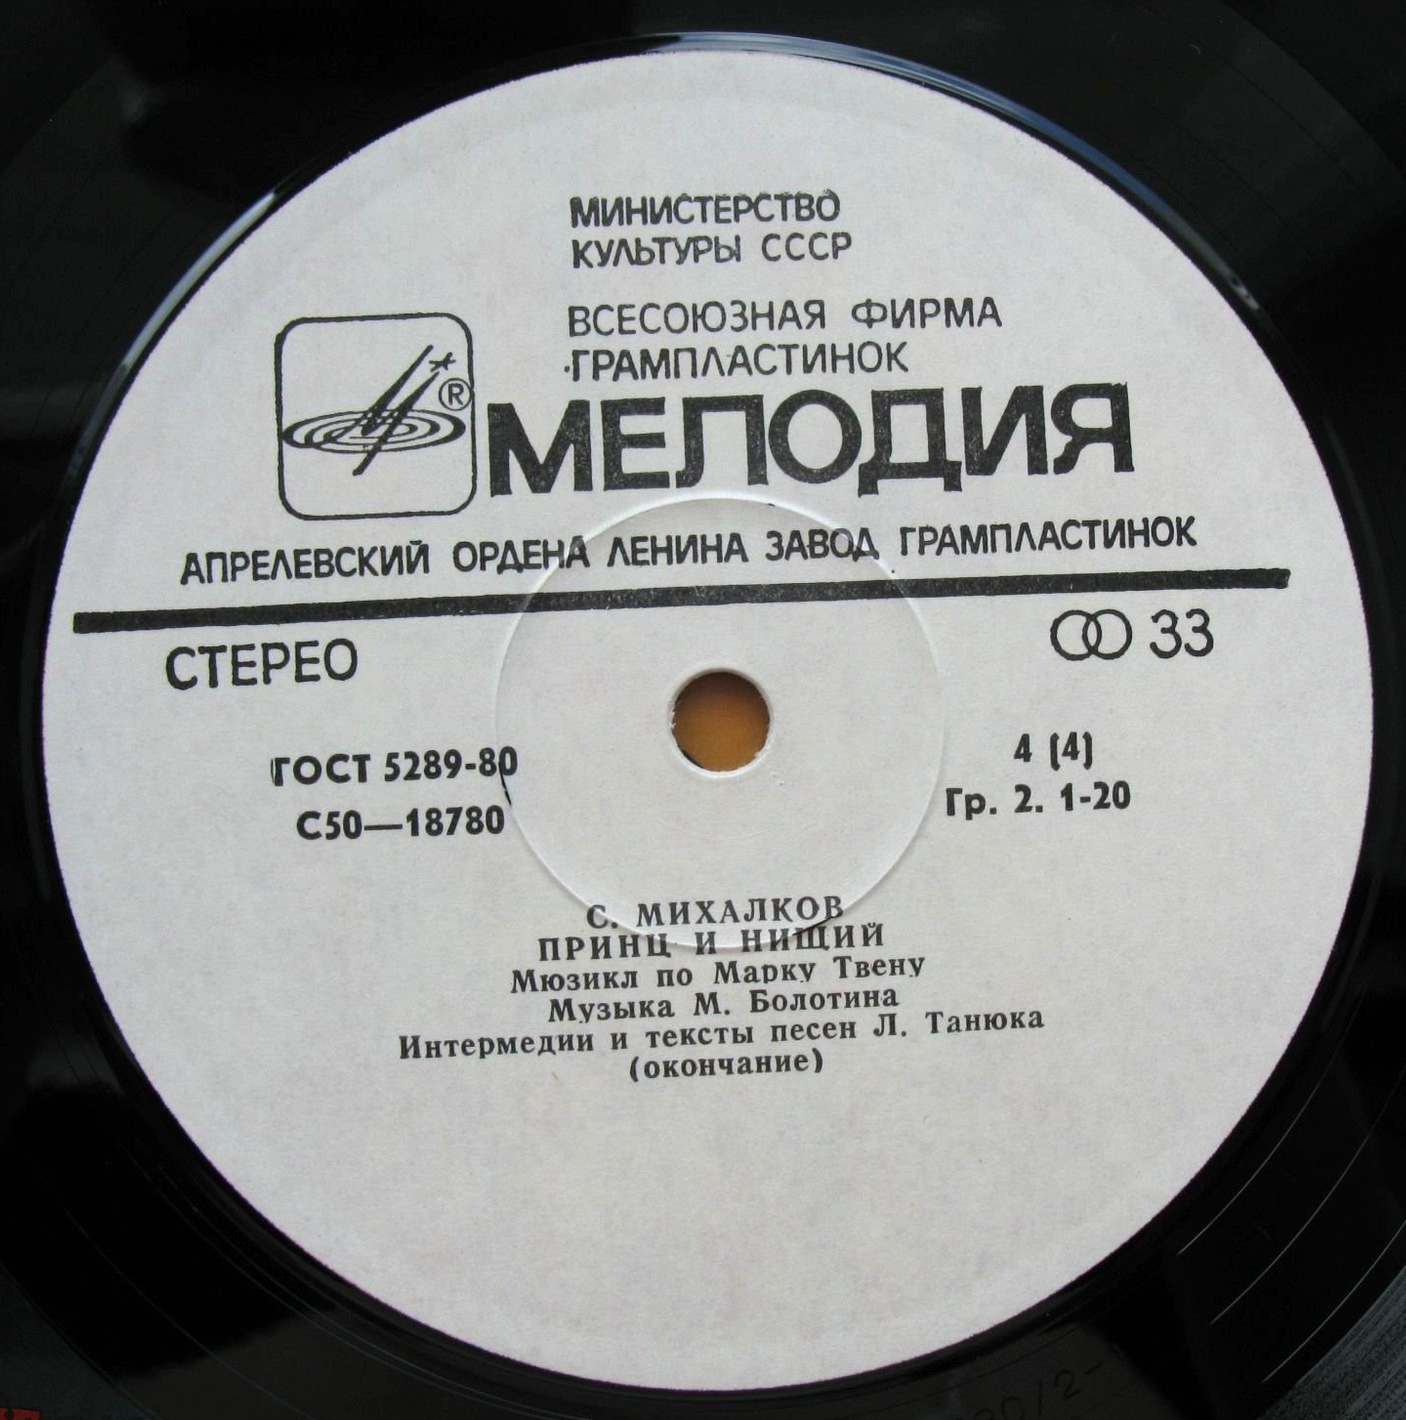 МИНИСТЕРСТВО
КУЛЬТУРЫ СССР
ВСЕСОЮЗНАЯ ФИРМА
ГРАМПЛАСТИНОК
®
МЕЛОДИЯ
АПРЕЛЕВСКИЙ ОРДЕНА ЛЕНИНА ЗАВОД ГРАМПЛАСТИНОК
СТЕРЕО
33
ГОСТ 5289-80
4 (4)
С50—18780
Гр. 2. 1-20
С. МИХАЛКОВ
ПРИНЦ И НИЩИЙ
Мюзикл по Марку Твену
Музыка М. Болотина
Интермедии и тексты песен Л. Танюка
(окончание)